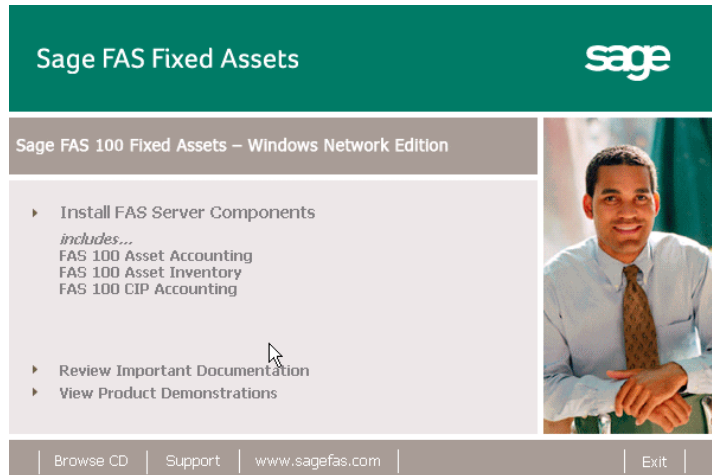 Sage FAS Fixed Assets
sage
Sage FAS 100 Fixed Assets – Windows Network Edition
Install FAS Server Components
includes...
FAS 100 Asset Accounting
FAS 100 Asset Inventory
FAS 100 CIP Accounting
Review Important Documentation
View Product Demonstrations
Browse CD | Support | www.sagefas.com | Exit